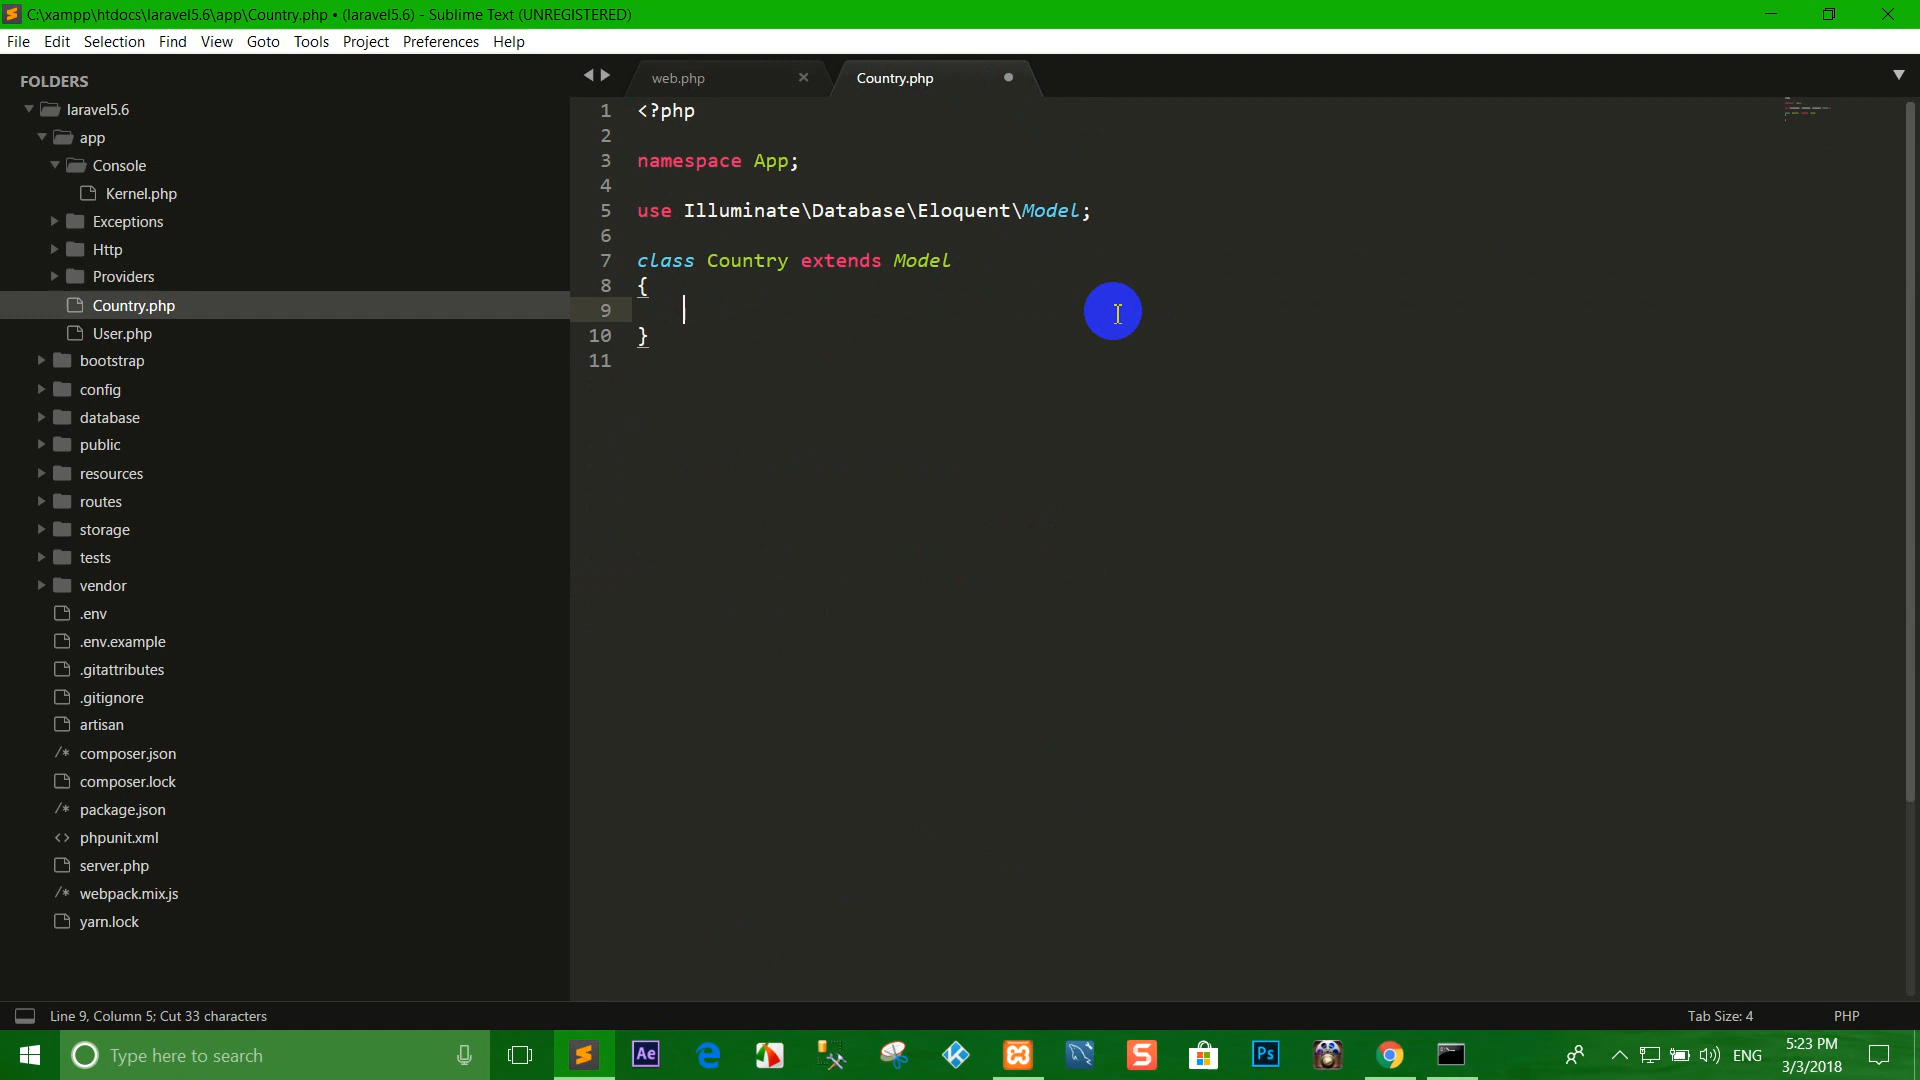 C:\xampp\htdocs\laravel5.6\app\Country.php • (laravel5.6) - Sublime Text (UNREGISTERED)
File Edit Selection Find View Goto Tools Project Preferences Help
FOLDERS
laravel5.6
app
Console
Kernel.php
Exceptions
Http
Providers
Country.php
User.php
bootstrap
config
database
public
resources
routes
storage
tests
vendor
.env
.env.example
.gitattributes
.gitignore
artisan
/* composer.json
composer.lock
/* package.json
<> phpunit.xml
server.php
/* webpack.mix.js
yarn.lock
web.php × Country.php
1 <?php
2
3 namespace App;
4
5 use Illuminate\Database\Eloquent\Model;
6
7 class Country extends Model
8 {
9
10 }
11
Line 9, Column 5; Cut 33 characters Tab Size: 4 PHP
Type here to search
Ae
Ps
ENG
5:23 PM
3/3/2018